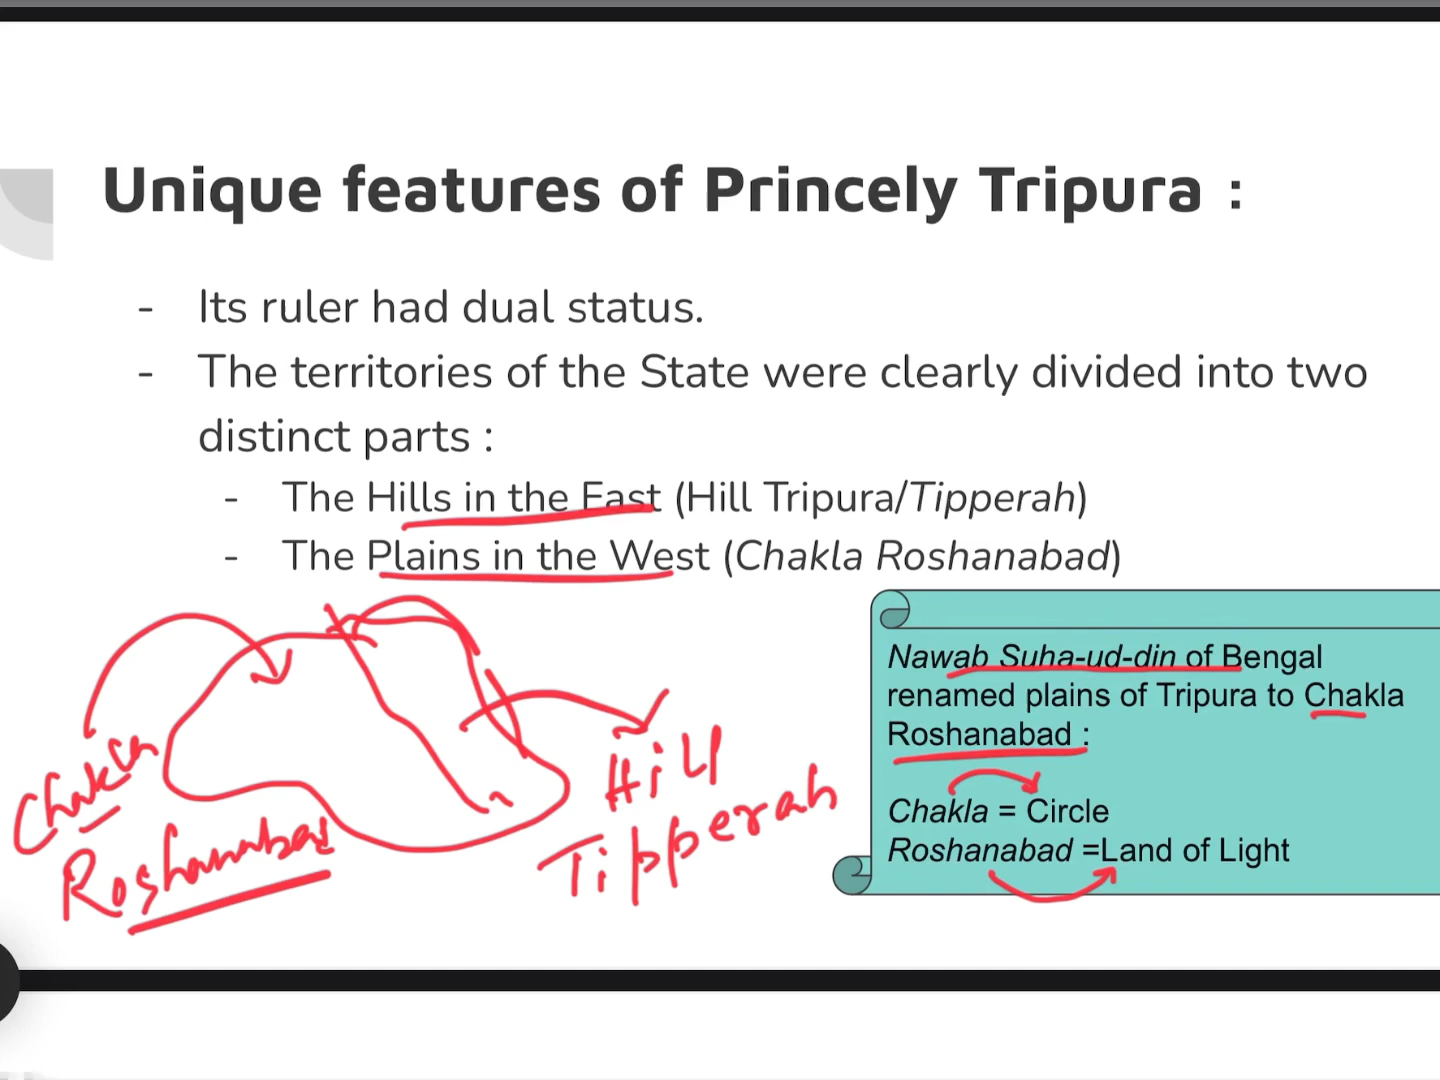 Unique features of Princely Tripura :
- Its ruler had dual status.
- The territories of the State were clearly divided into two
distinct parts :
- The Hills in the East (Hill Tripura/Tipperah)
- The Plains in the West (Chakla Roshanabad)
Nawab Suha-ud-din of Bengal
renamed plains of Tripura to Chakla
Roshanabad :
Chakla = Circle
Roshanabad =Land of Light
Chakla
Roshanabad
Hill
Tipperah